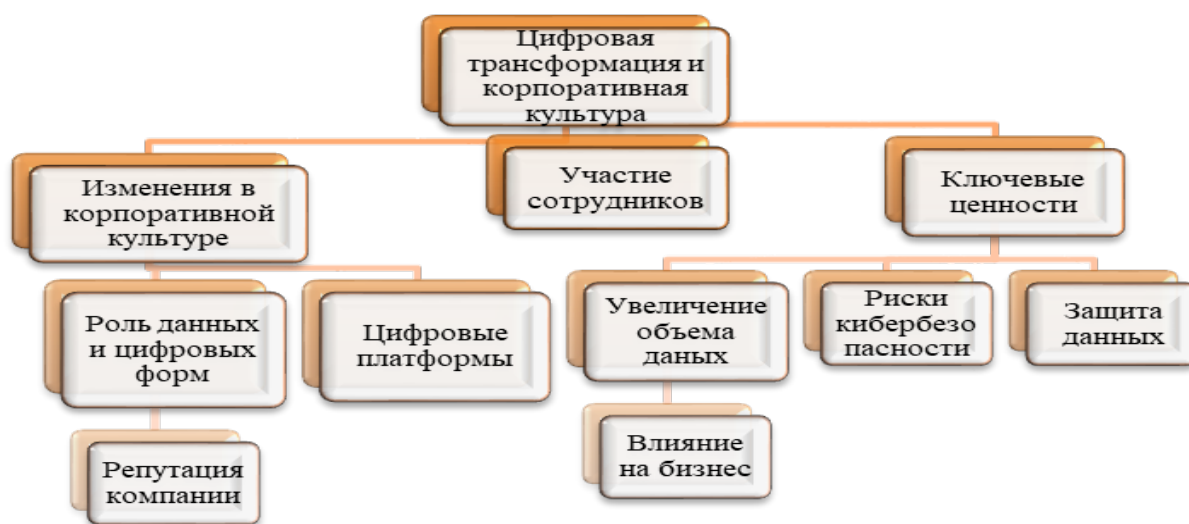 Цифровая
трансформация и
корпоративная
культура
Изменения в
корпоративной
культуре
Участие
сотрудников
Ключевые
ценности
Роль данных
и цифровых
форм
Цифровые
платформы
Увеличение
объема
даных
Риски
кибербезо
пасности
Защита
данных
Репутация
компании
Влияние
на бизнес